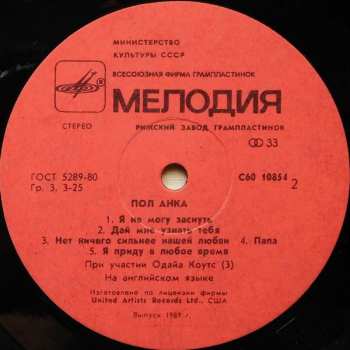 МИНИСТЕРСТВО
КУЛЬТУРЫ СССР
ВСЕСОЮЗНАЯ ФИРМА ГРАМПЛАСТИНОК
МЕЛОДИЯ
СТЕРЕО
РИЖСКИЙ ЗАВОД ГРАМПЛАСТИНОК
33
ГОСТ 5289-80
Гр. 3, 3-25
С60 10854 2
ПОЛ АНКА
1. Я не могу заснуть
2. Дай мне узнать тебя
3. Нет ничего сильнее нашей любви 4. Папа
5. Я приду в любое время
При участии Одайа Коутс (3)
На английском языке
Изготовлено по лицензии фирмы
United Artists Records Ltd., США
Выпуск 1989 г.